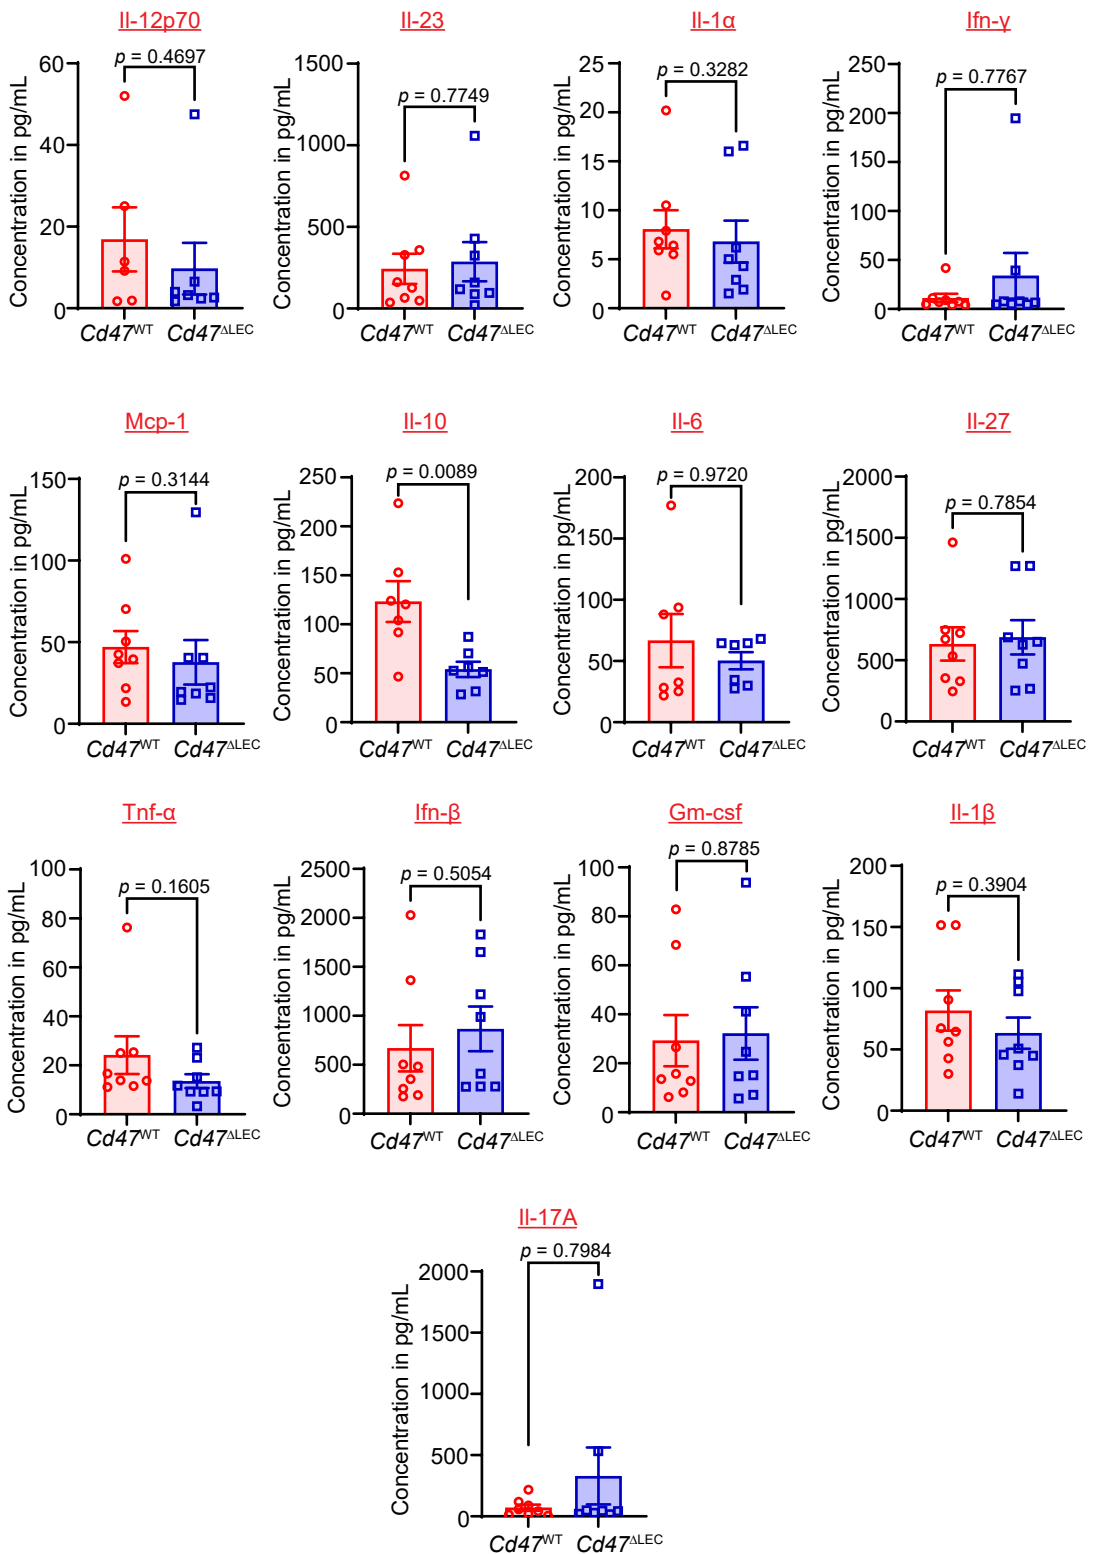 Il-12p70
Il-23
Il-1α
Ifn-γ
Concentration in pg/mL
60
40
20
0
p = 0.4697
Cd47WT Cd47ΔLEC
Concentration in pg/mL
1500
1000
500
0
p = 0.7749
Cd47WT Cd47ΔLEC
Concentration in pg/mL
25
20
15
10
5
0
p = 0.3282
Cd47WT Cd47ΔLEC
Concentration in pg/mL
250
200
150
100
50
0
p = 0.7767
Cd47WT Cd47ΔLEC
Mcp-1
Il-10
Il-6
Il-27
Concentration in pg/mL
150
100
50
0
p = 0.3144
Cd47WT Cd47ΔLEC
Concentration in pg/mL
250
200
150
100
50
0
p = 0.0089
Cd47WT Cd47ΔLEC
Concentration in pg/mL
200
150
100
50
0
p = 0.9720
Cd47WT Cd47ΔLEC
Concentration in pg/mL
2000
1500
1000
500
0
p = 0.7854
Cd47WT Cd47ΔLEC
Tnf-α
Ifn-β
Gm-csf
Il-1β
Concentration in pg/mL
100
80
60
40
20
0
p = 0.1605
Cd47WT Cd47ΔLEC
Concentration in pg/mL
2500
2000
1500
1000
500
0
p = 0.5054
Cd47WT Cd47ΔLEC
Concentration in pg/mL
100
80
60
40
20
0
p = 0.8785
Cd47WT Cd47ΔLEC
Concentration in pg/mL
200
150
100
50
0
p = 0.3904
Cd47WT Cd47ΔLEC
Il-17A
Concentration in pg/mL
2000
1500
1000
500
0
p = 0.7984
Cd47WT Cd47ΔLEC